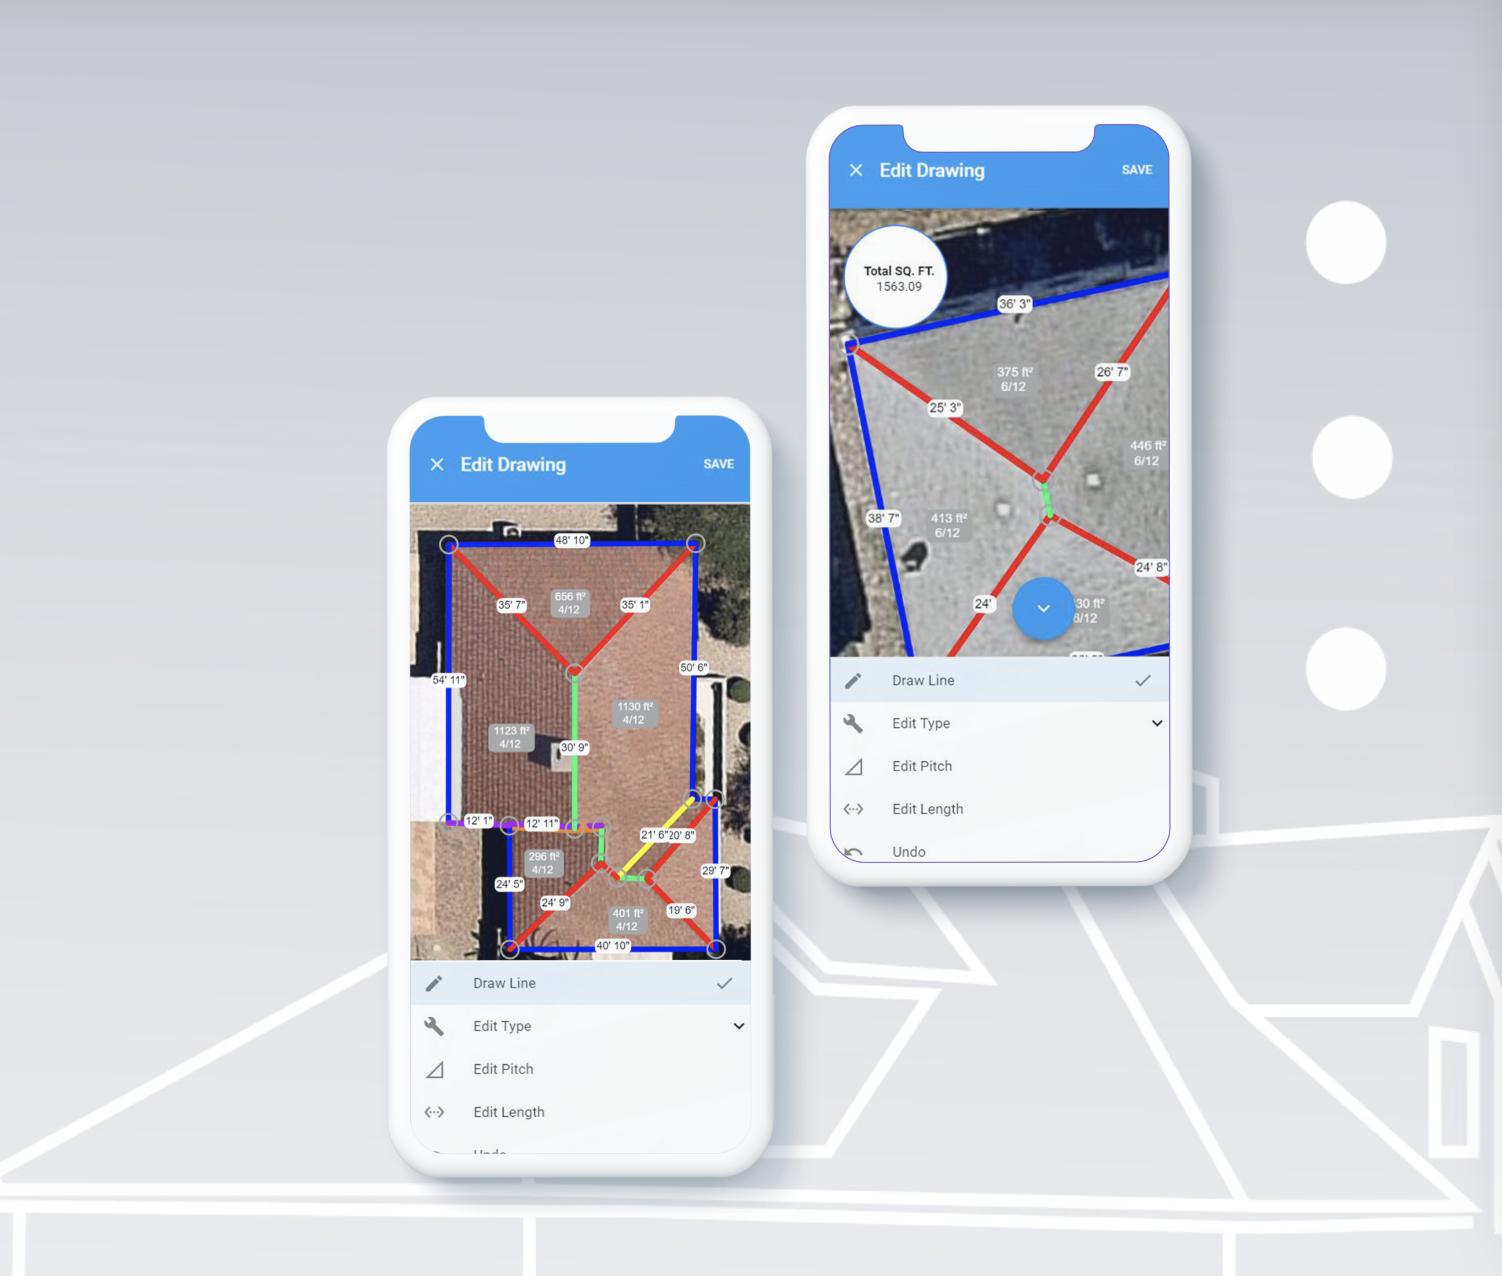 Edit Drawing
SAVE
Total SQ. FT.
1563.09
36' 3"
375 ft²
6/12
26' 7"
25' 3"
446 ft²
6/12
38' 7"
413 ft²
6/12
24' 8"
24'
30 ft²
6/12
Draw Line
Edit Type
Edit Pitch
Edit Length
Undo
Edit Drawing
SAVE
48' 10"
656 ft²
4/12
35' 7"
35' 1"
50' 6"
54' 11"
1130 ft²
4/12
1123 ft²
4/12
30' 9"
12' 1"
12' 11"
21' 6"
20' 8"
296 ft²
4/12
29' 7"
24' 5"
24' 9"
19' 6"
401 ft²
4/12
40' 10"
Draw Line
Edit Type
Edit Pitch
Edit Length
Undo